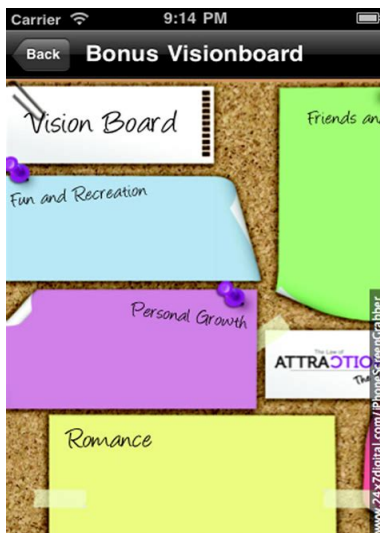 Carrier 9:14 PM
Back Bonus Visionboard
Vision Board
Friends an
Fun and Recreation
Personal Growth
The Law of
ATTRACTIO
The
Romance
www.24x7digital.com/iPhoneScreenGrabber